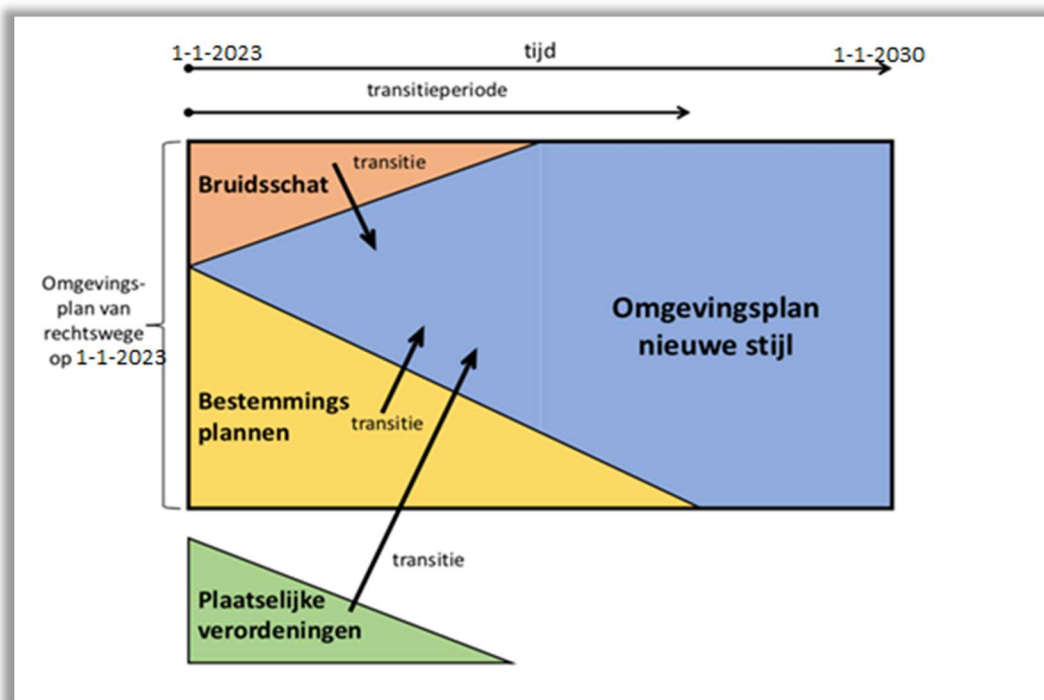 1-1-2023
tijd
1-1-2030
transitieperiode
transitie
Bruidsschat
Omgevings-
plan van
rechtswege
op 1-1-2023
Omgevingsplan
nieuwe stijl
Bestemmings
plannen
transitie
transitie
Plaatselijke
verordeningen